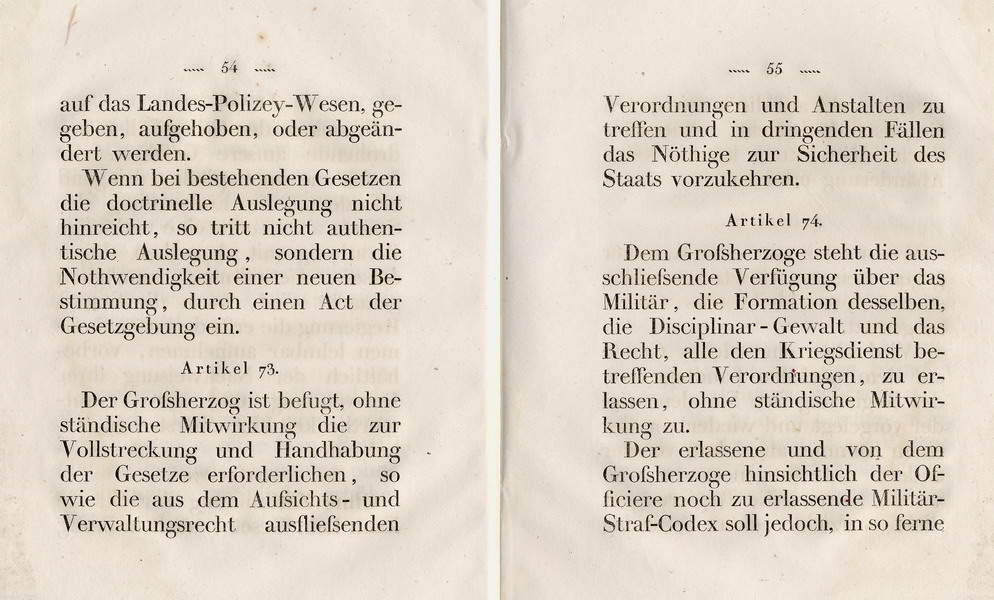 54
auf das Landes-Polizey-Wesen, ge-
geben, aufgehoben, oder abgeän-
dert werden.
Wenn bei bestehenden Gesetzen
die doctrinelle Auslegung nicht
hinreicht, so tritt nicht authen-
tische Auslegung, sondern die
Nothwendigkeit einer neuen Be-
stimmung, durch einen Act der
Gesetzgebung ein.
Artikel 73.
Der Groſsherzog ist befugt, ohne
ständische Mitwirkung die zur
Vollstreckung und Handhabung
der Gesetze erforderlichen, so
wie die aus dem Aufsichts- und
Verwaltungsrecht ausflieſsenden
55
Verordnungen und Anstalten zu
treffen und in dringenden Fällen
das Nöthige zur Sicherheit des
Staats vorzukehren.
Artikel 74.
Dem Groſsherzoge steht die aus-
schlieſsende Verfügung über das
Militär, die Formation desselben,
die Disciplinar-Gewalt und das
Recht, alle den Kriegsdienst be-
treffenden Verordnungen, zu er-
lassen, ohne ständische Mitwir-
kung zu.
Der erlassene und von dem
Groſsherzoge hinsichtlich der Of-
ficiere noch zu erlassende Militär-
Straf-Codex soll jedoch, in so ferne